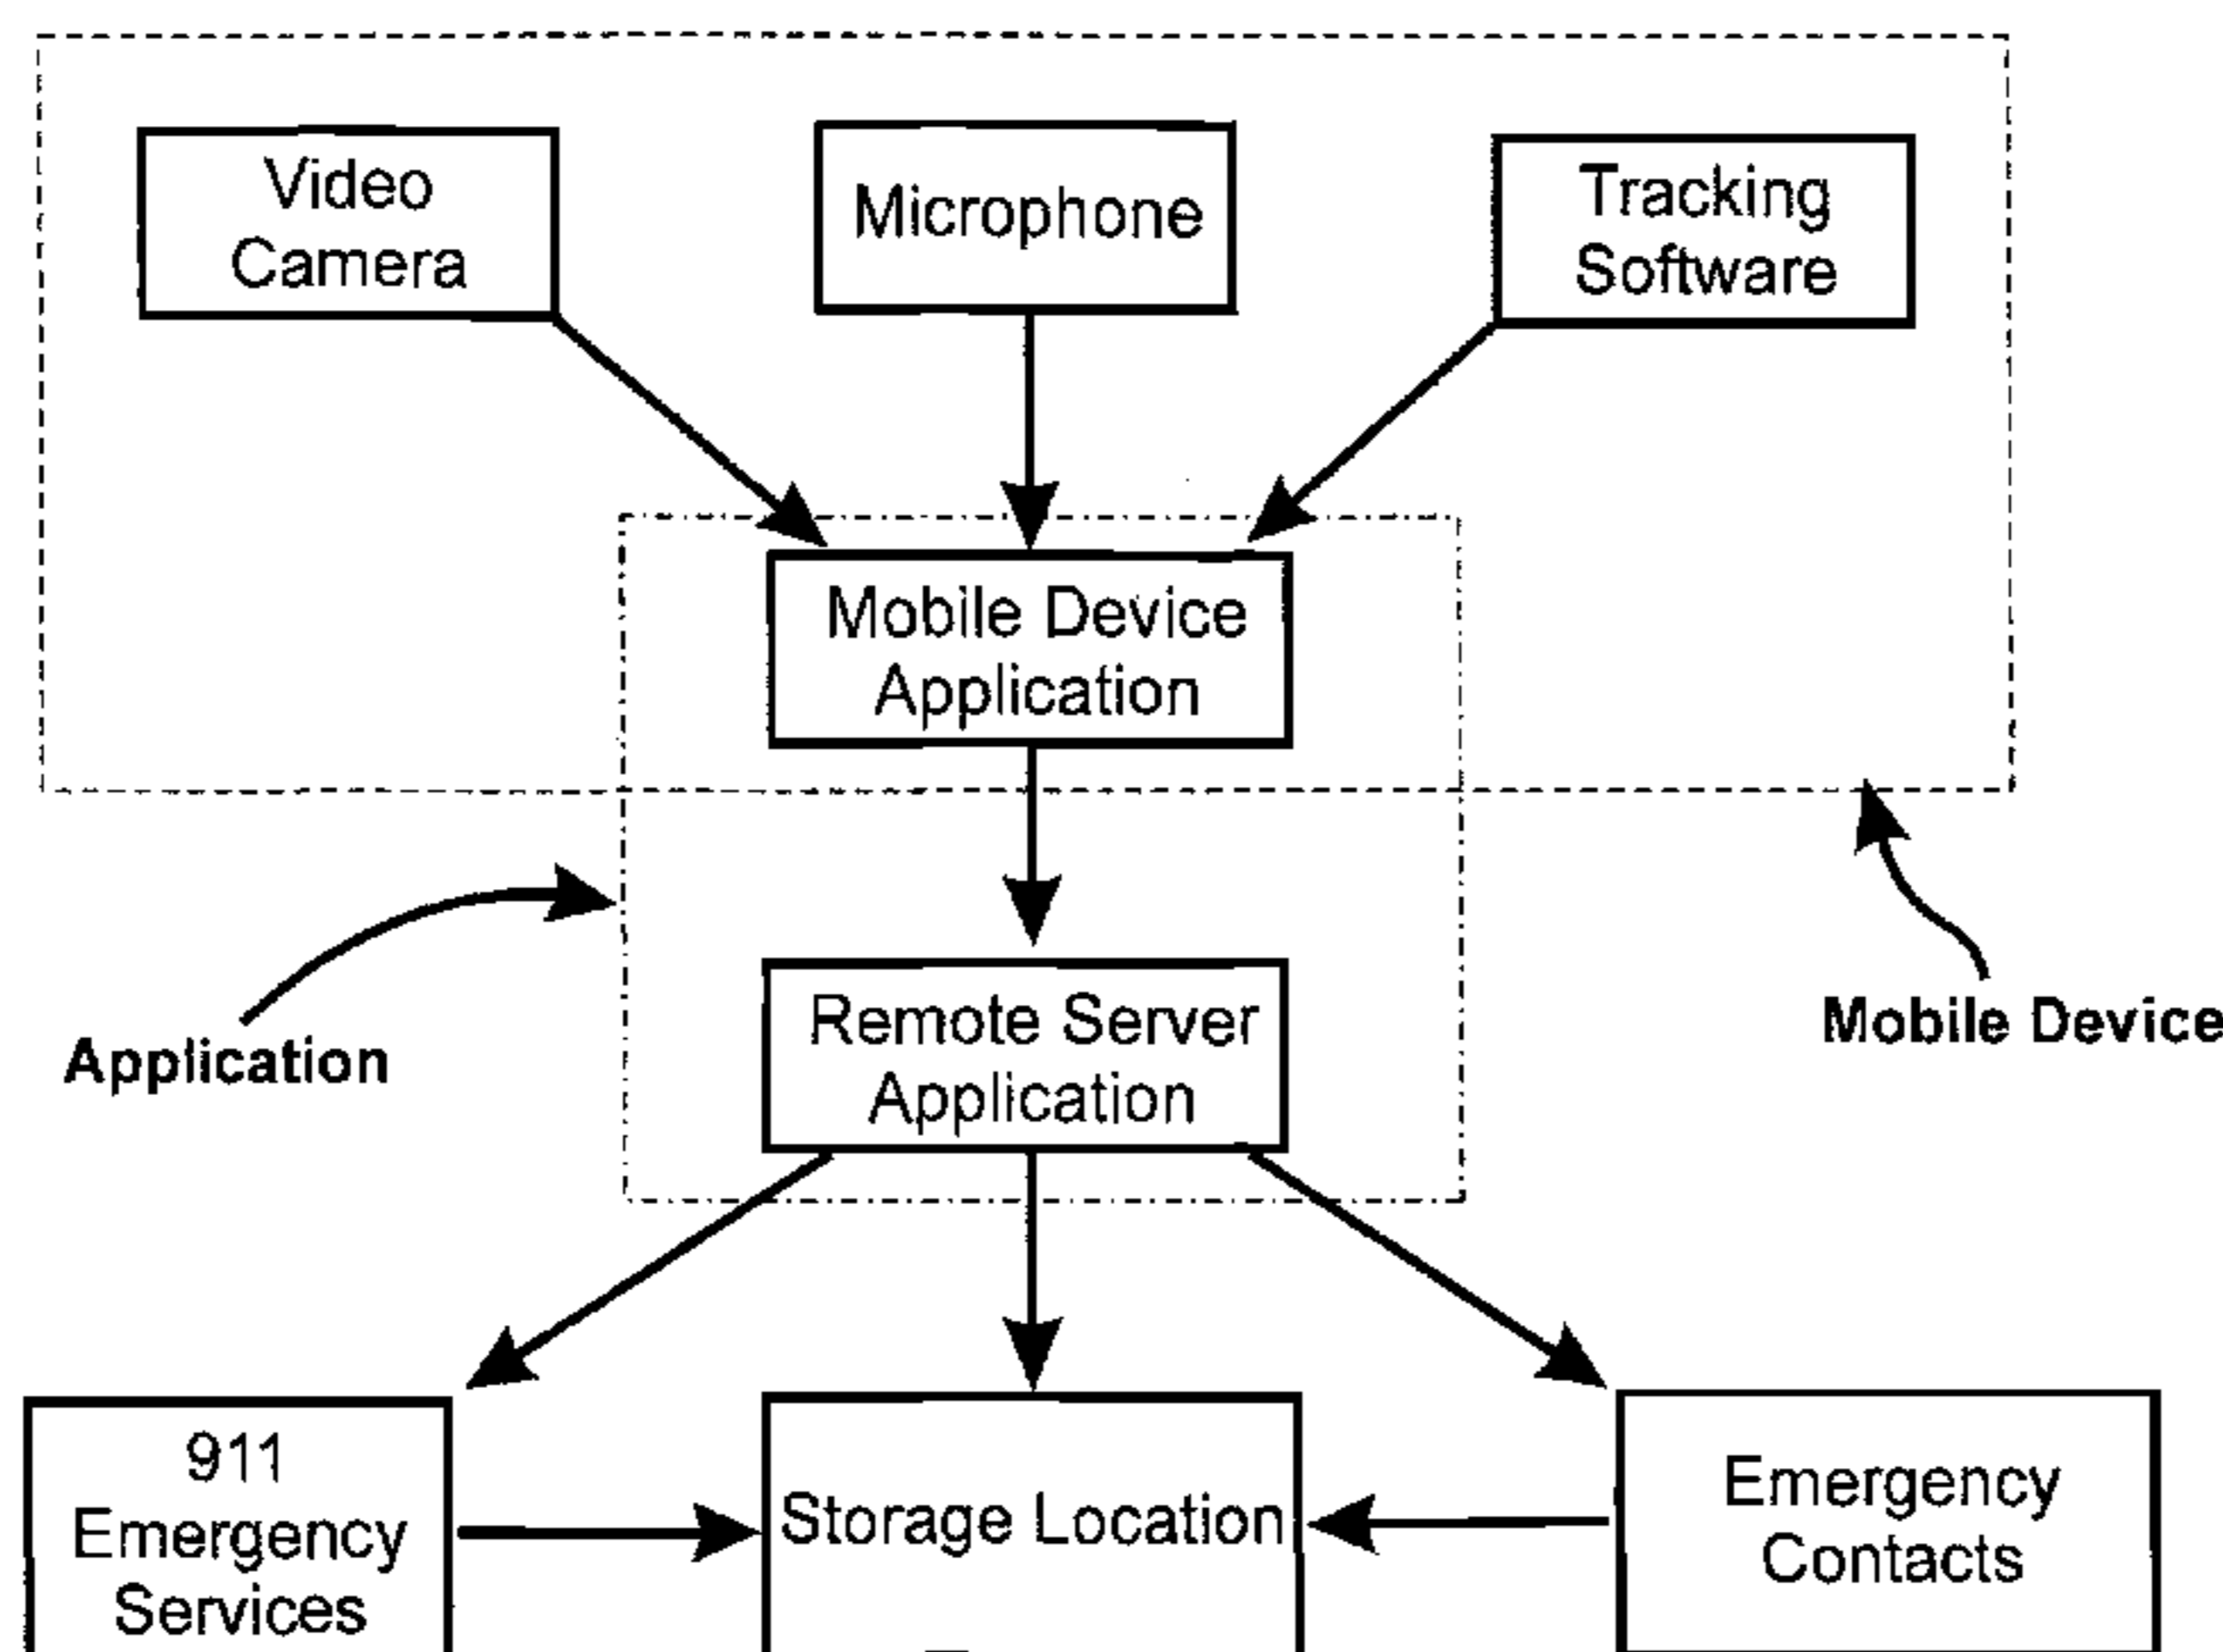 Video
Camera
Microphone
Tracking
Software
Mobile Device
Application
Remote Server
Application
Application
Mobile Device
911
Emergency
Services
Storage Location
Emergency
Contacts